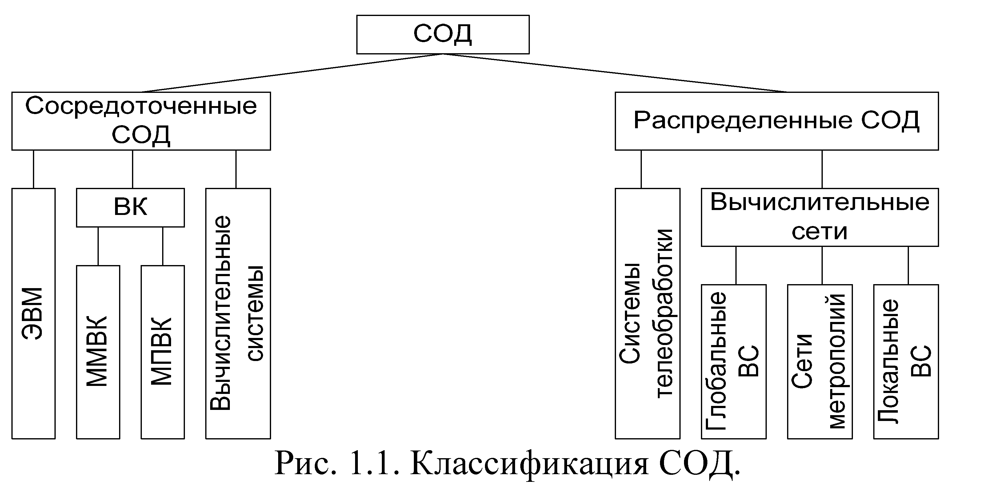 СОД
Сосредоточенные
СОД
Распределенные СОД
ЭВМ
ВК
Вычислительные
системы
Системы
телеобработки
Вычислительные
сети
ММВК
МПВК
Глобальные
ВС
Сети
метрополий
Локальные
ВС
Рис. 1.1. Классификация СОД.